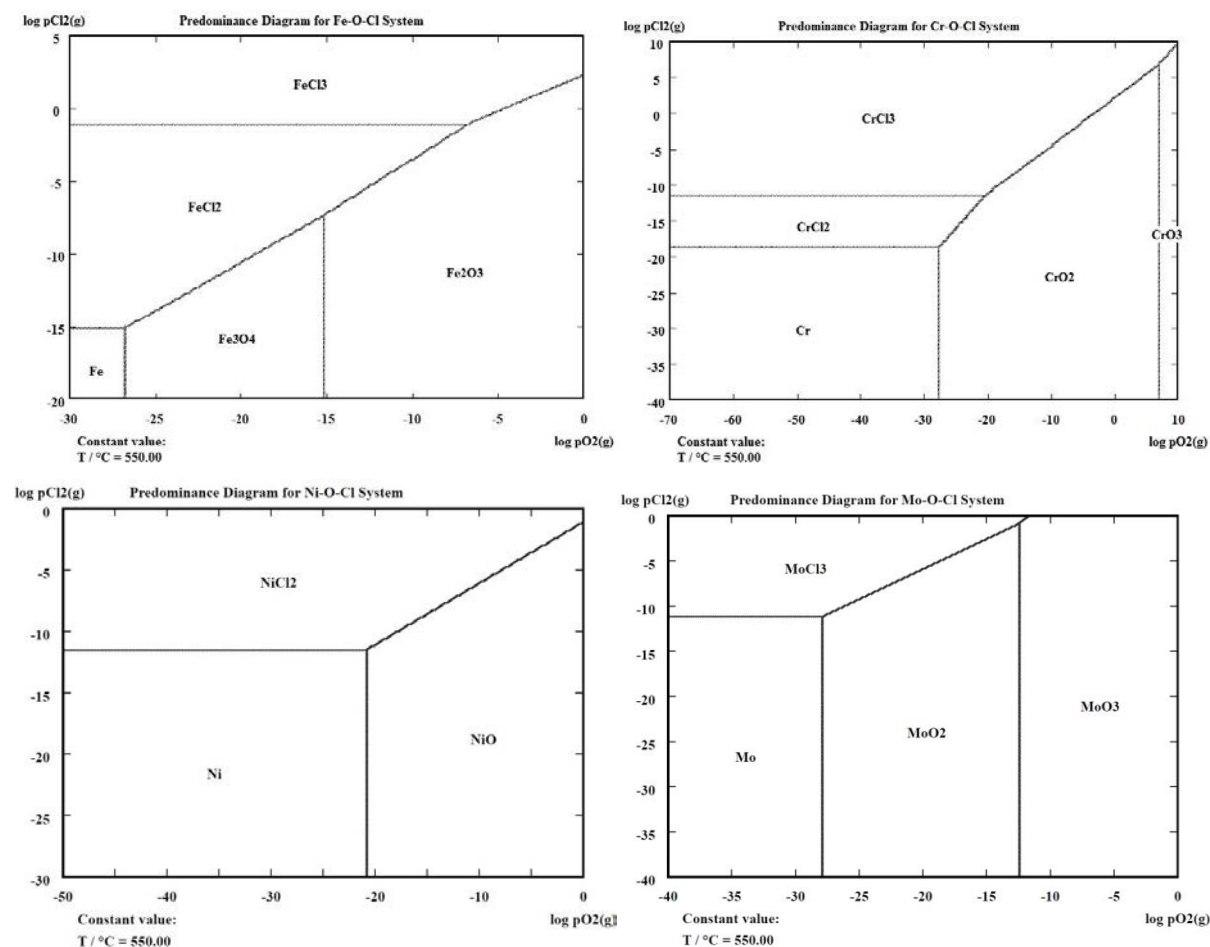 log pCl2(g)
Predominance Diagram for Fe-O-Cl System
5
0
-5
-10
-15
-20
FeCl3
FeCl2
Fe2O3
Fe3O4
Fe
-30
-25
-20
-15
-10
-5
0
Constant value:
log pO2(g)
T / °C = 550.00
log pCl2(g)
Predominance Diagram for Cr-O-Cl System
10
5
0
-5
-10
-15
-20
-25
-30
-35
-40
CrCl3
CrCl2
CrO3
CrO2
Cr
-70
-60
-50
-40
-30
-20
-10
0
10
Constant value:
log pO2(g)
T / °C = 550.00
log pCl2(g)
Predominance Diagram for Ni-O-Cl System
0
-5
-10
-15
-20
-25
-30
NiCl2
NiO
Ni
-50
-40
-30
-20
-10
0
Constant value:
log pO2(g)
T / °C = 550.00
log pCl2(g)
Predominance Diagram for Mo-O-Cl System
0
-5
-10
-15
-20
-25
-30
-35
-40
MoCl3
MoO3
MoO2
Mo
-40
-35
-30
-25
-20
-15
-10
-5
0
Constant value:
log pO2(g)
T / °C = 550.00